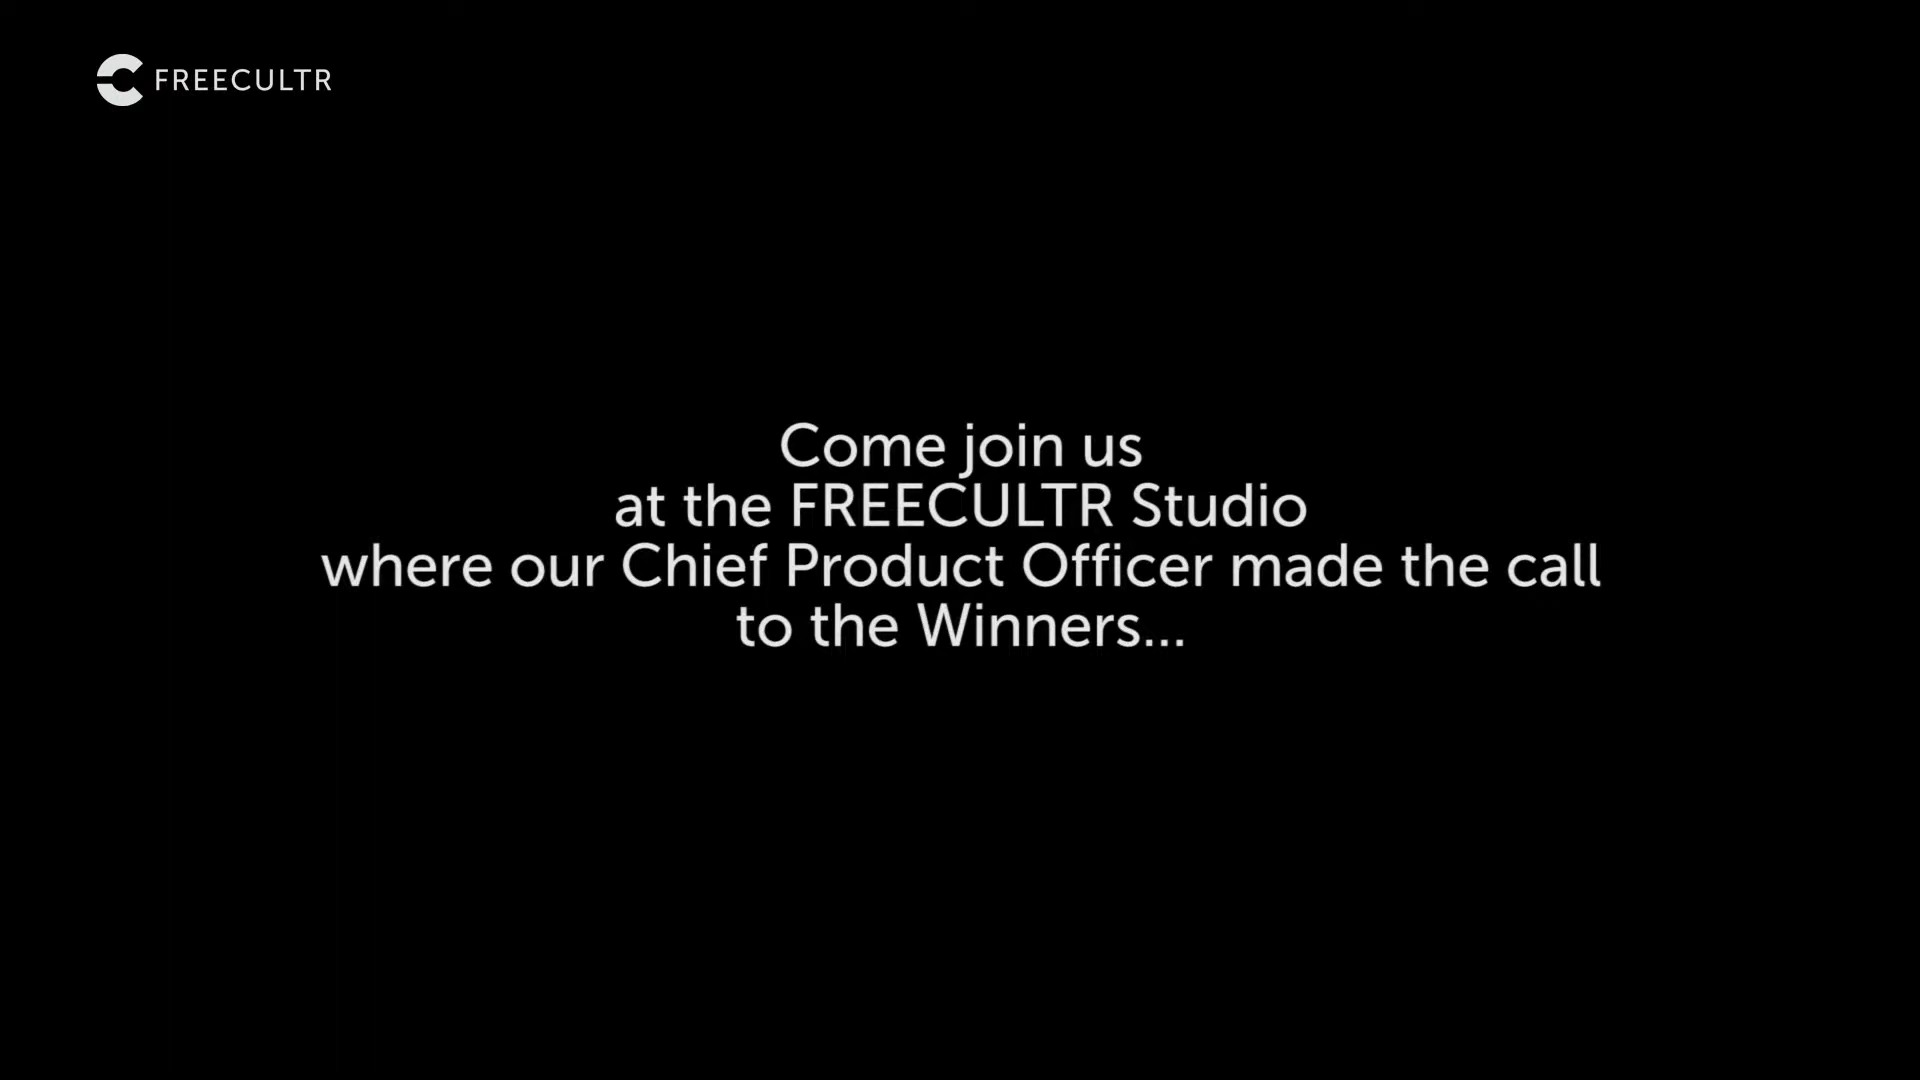 FREECULTR
Come join us
at the FREECULTR Studio
where our Chief Product Officer made the call
to the Winners...